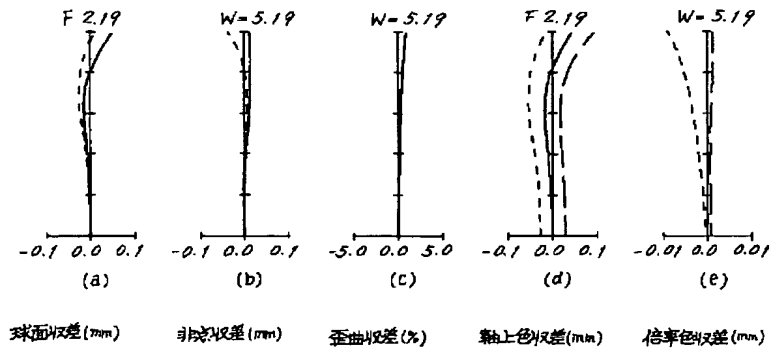 F 2.19 W=5.19 W=5.19 F 2.19 W=5.19
-0.1 0.0 0.1 -0.1 0.0 0.1 -5.0 0.0 5.0 -0.1 0.0 0.1 -0.01 0.0 0.01
(a) (b) (c) (d) (e)
球面収差(mm) 非点収差(mm) 歪曲収差(%) 軸上色収差(mm) 倍率色収差(mm)